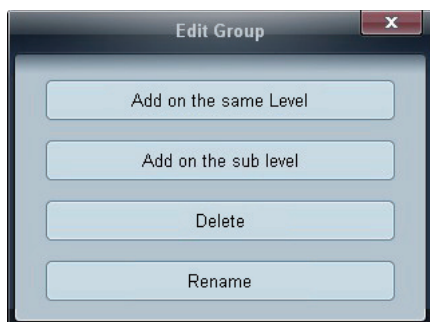 Edit Group
x
Add on the same Level
Add on the sub level
Delete
Rename